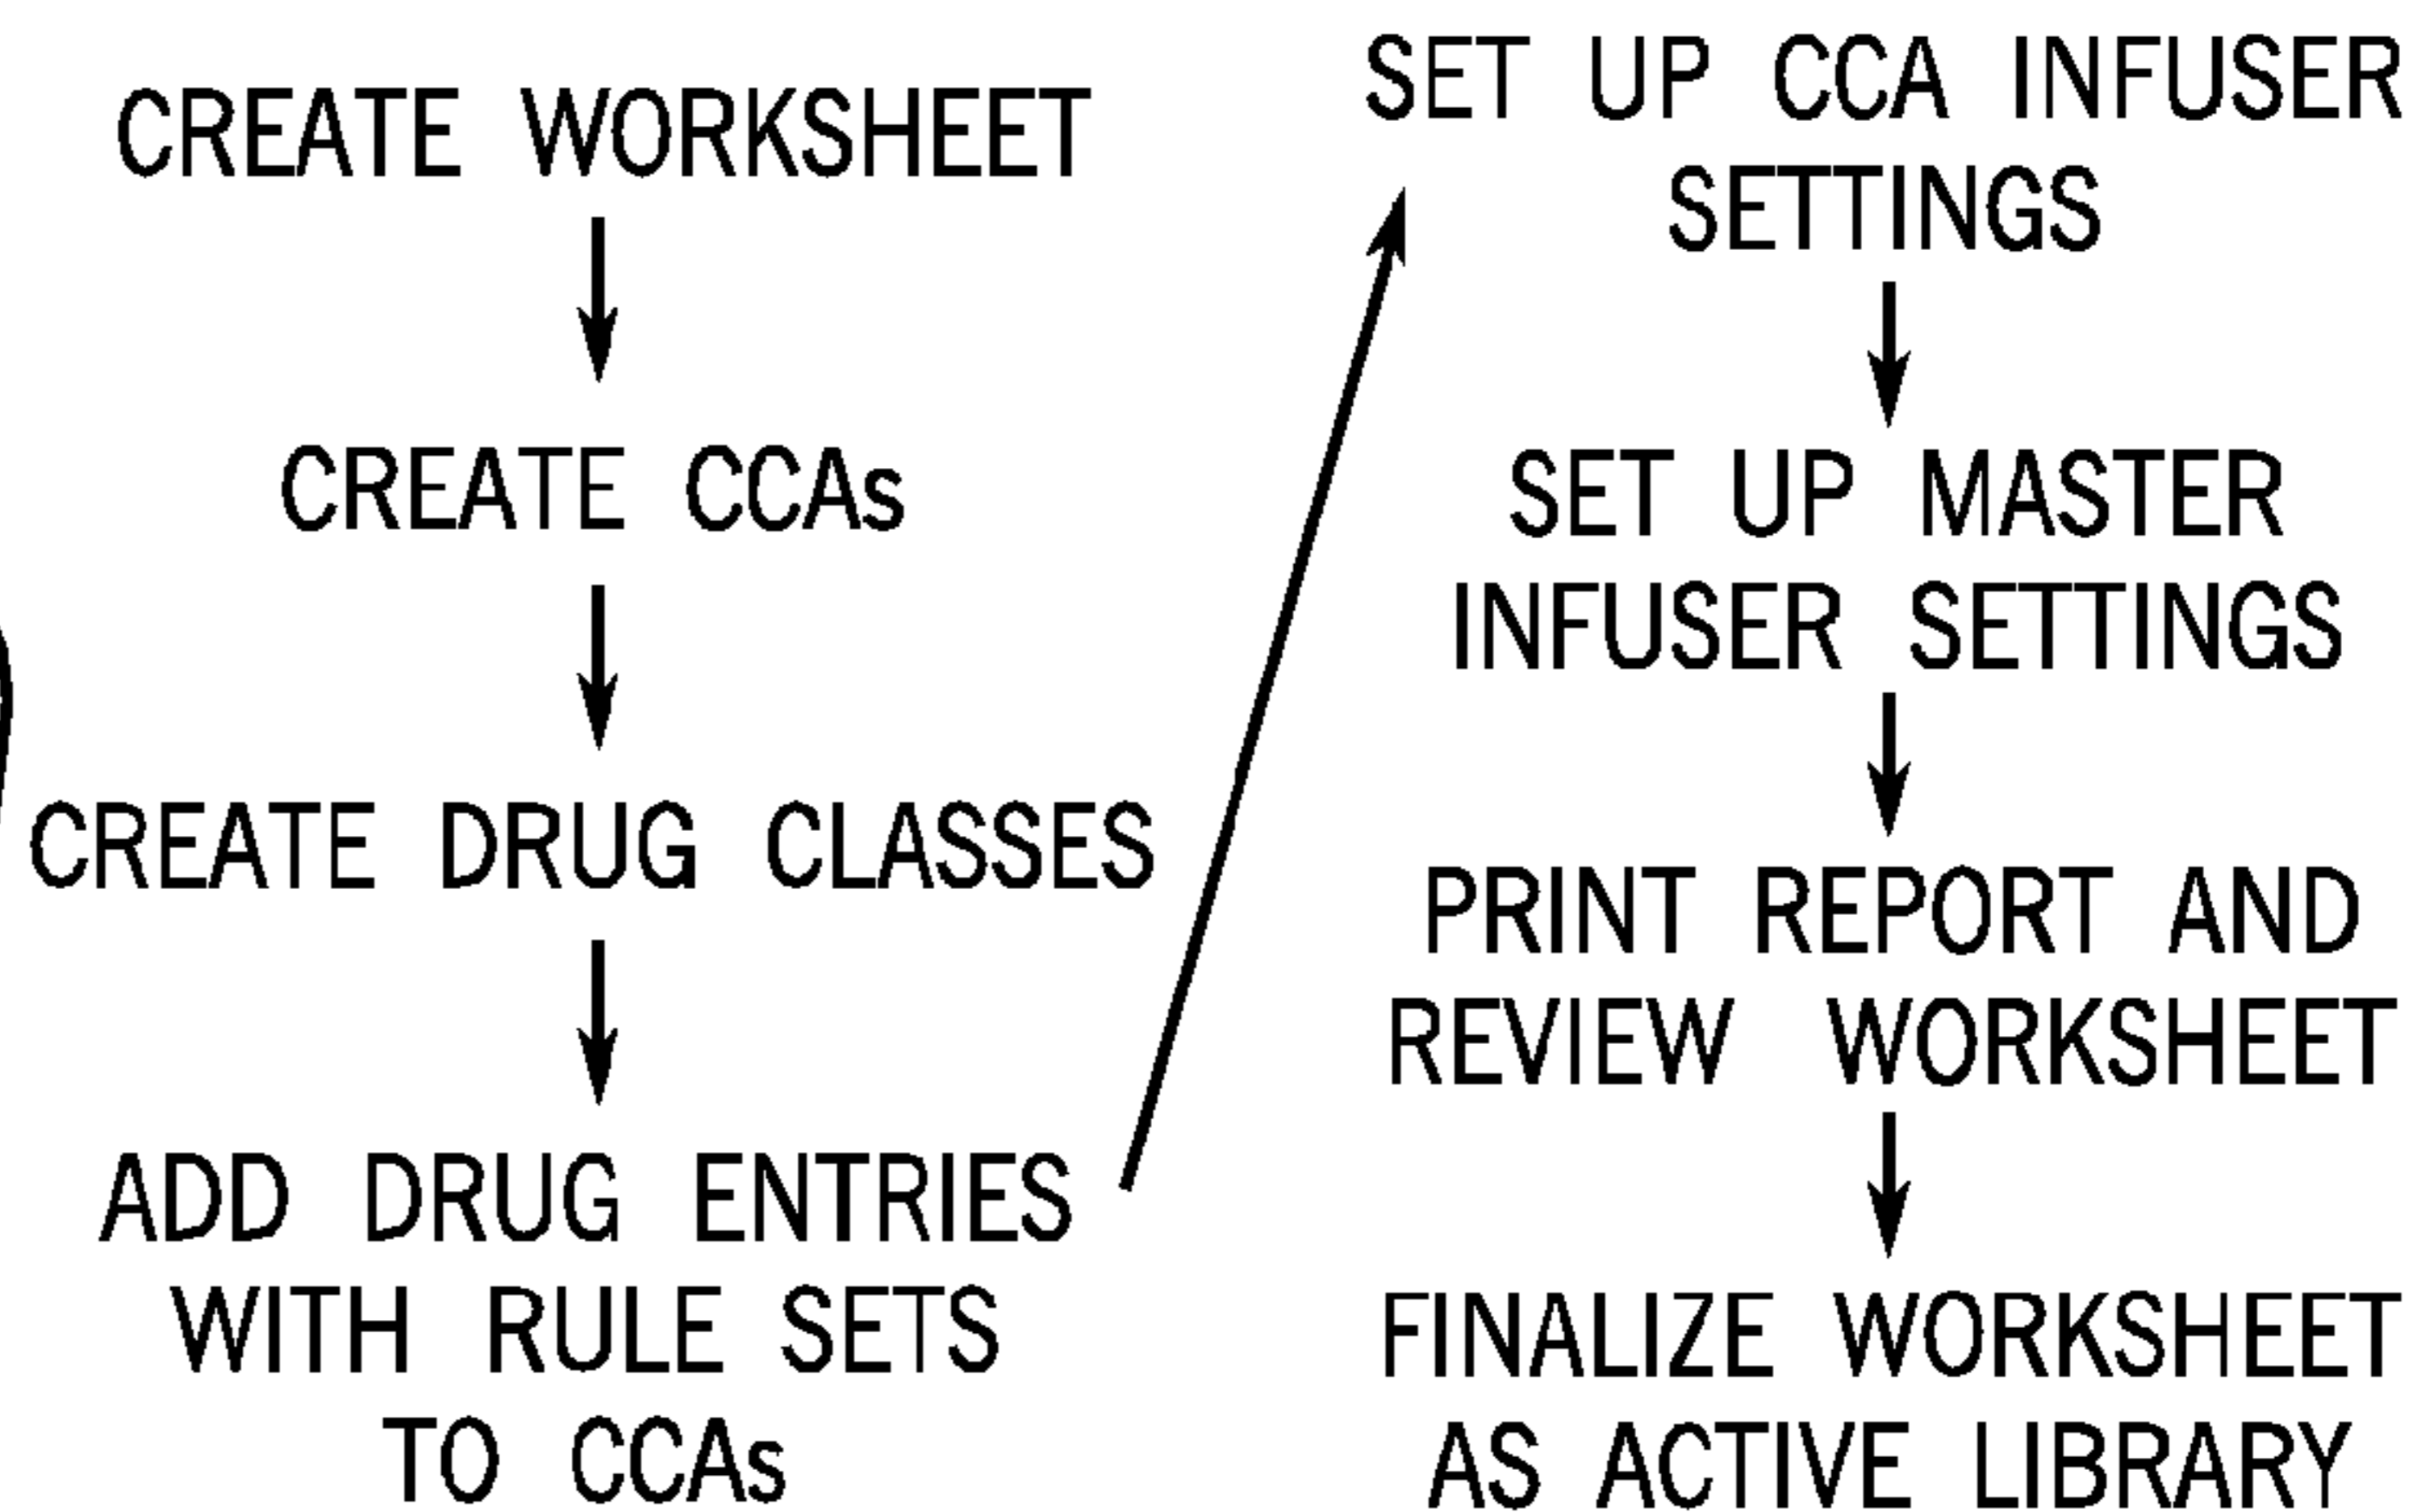 CREATE WORKSHEET
CREATE CCAs
CREATE DRUG CLASSES
ADD DRUG ENTRIES
WITH RULE SETS
TO CCAs
SET UP CCA INFUSER
SETTINGS
SET UP MASTER
INFUSER SETTINGS
PRINT REPORT AND
REVIEW WORKSHEET
FINALIZE WORKSHEET
AS ACTIVE LIBRARY